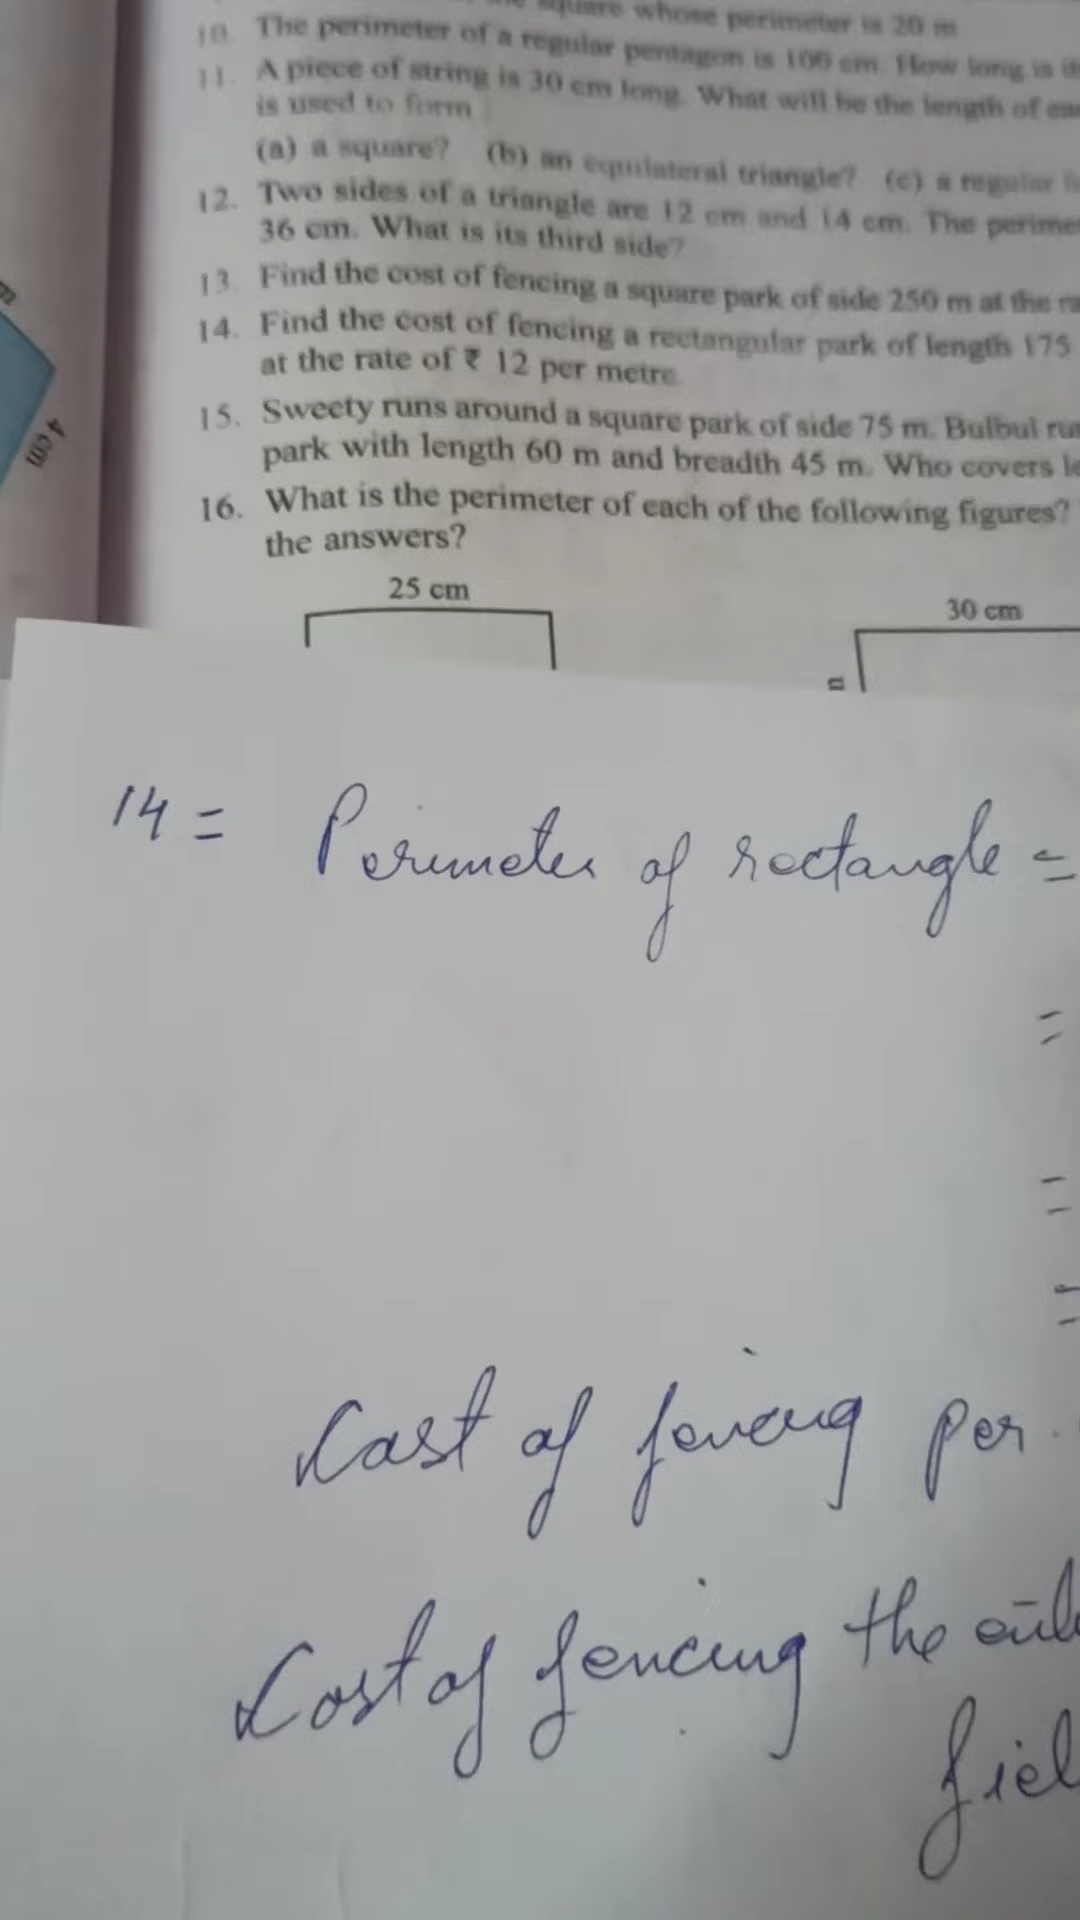 square whose perimeter is 20 m
10. The perimeter of a regular pentagon is 100 cm. How long is
11. A piece of string is 30 cm long. What will be the length of
is used to form
(a) a square? (b) an equilateral triangle? (c) a regular
12. Two sides of a triangle are 12 cm and 14 cm. The
36 cm. What is its third side?
13. Find the cost of fencing a square park of side 250 m at the
14. Find the cost of fencing a rectangular park of length 175
at the rate of ₹ 12 per metre
15. Sweety runs around a square park of side 75 m. Bulbul
park with length 60 m and breadth 45 m. Who covers
16. What is the perimeter of each of the following figures?
the answers?
25 cm
30 cm
4 cm
14 = Perimeter of rectangle =
=
=
=
Cost of fencing per
Cost of fencing the